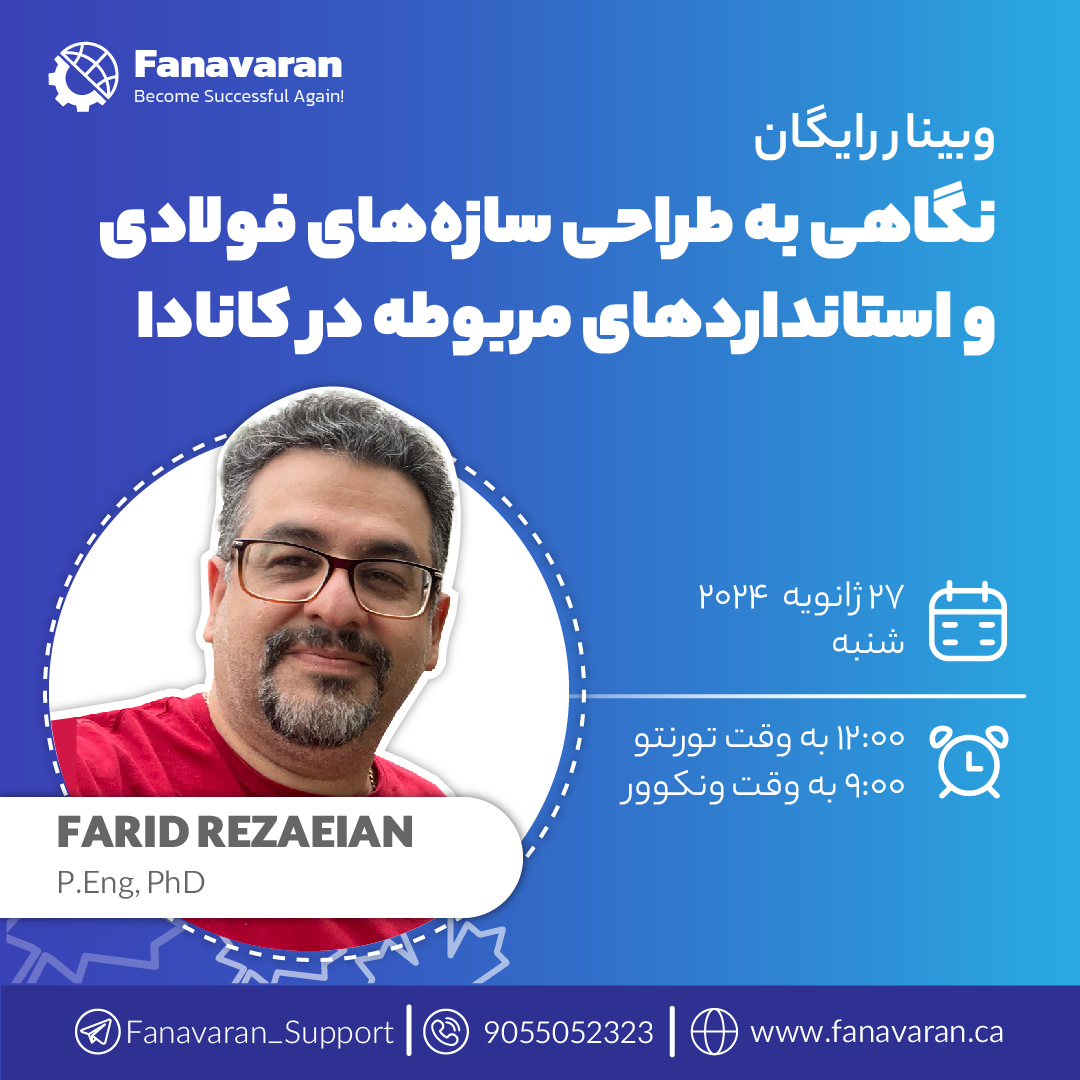 Fanavaran
Become Successful Again!
وبینار رایگان
نگاهی به طراحی سازه‌های فولادی
و استانداردهای مربوطه در کانادا
۲۷ ژانویه ۲۰۲۴
شنبه
۱۲:۰۰ به وقت تورنتو
۹:۰۰ به وقت ونکوور
FARID REZAEIAN
P.Eng, PhD
Fanavaran_Support | 9055052323 | www.fanavaran.ca